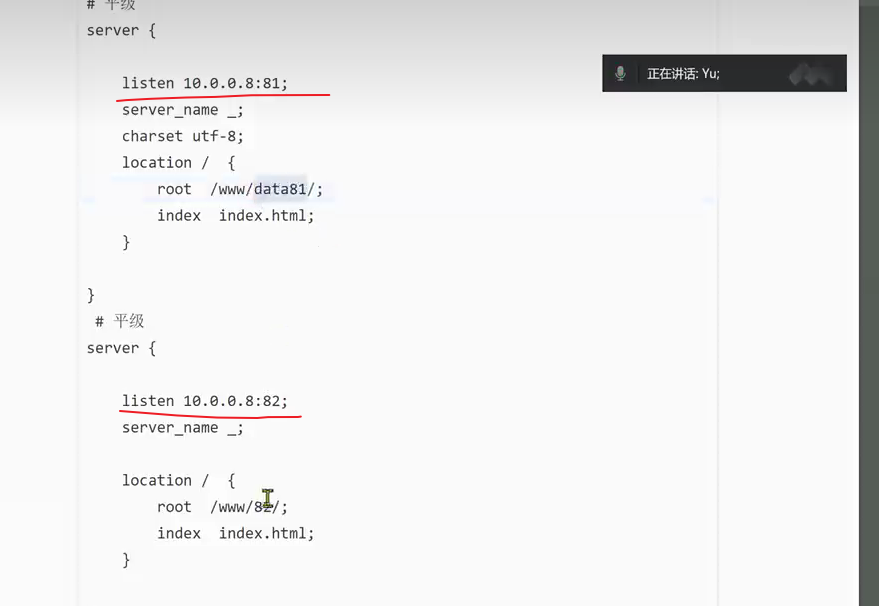 # 平级
server {
listen 10.0.0.8:81;
正在讲话: Yu;
server_name _;
charset utf-8;
location / {
root /www/data81/;
index index.html;
}
}
# 平级
server {
listen 10.0.0.8:82;
server_name _;
location / {
root /www/82/;
index index.html;
}